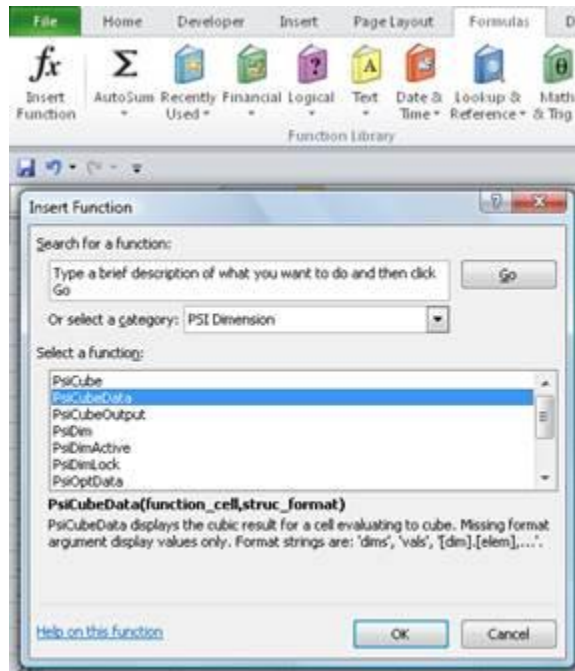 File Home Developer Insert Page Layout Formulas D
fx Σ ? A θ
Insert Function AutoSum Recently Used Financial Logical Text Date & Time Lookup & Reference Math & Trig
Function Library
Insert Function
Search for a function:
Type a brief description of what you want to do and then click
Go
Go
Or select a category: PSI Dimension
Select a function:
PsiCube
PsiCubeData
PsiCubeOutput
PsiDim
PsiDimActive
PsiDimLock
PsiOptData
PsiCubeData(function_cell,struc_format)
PsiCubeData displays the cubic result for a cell evaluating to cube. Missing format
argument display values only. Format strings are: 'dims', 'vals', '[dim].[elem],...'.
Help on this function OK Cancel